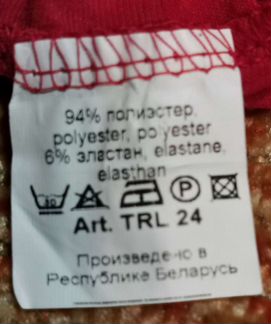 94% полиэстер,
polyester, polyester
6% эластан, elastane,
elasthan
P
Art. TRL 24
Произведено в
Республике Беларусь